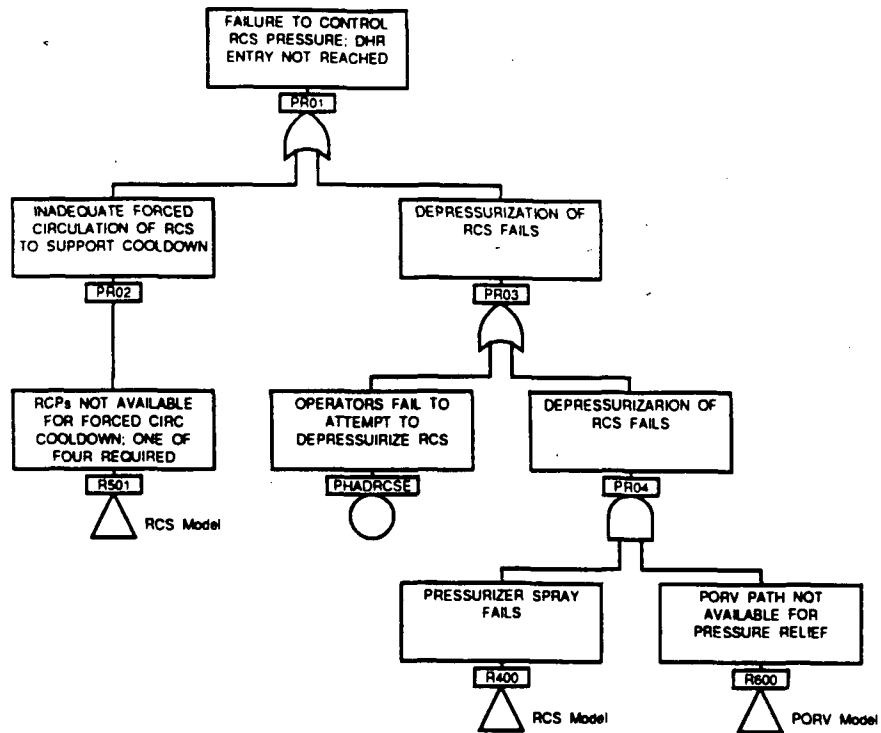 FAILURE TO CONTROL
RCS PRESSURE; DHR
ENTRY NOT REACHED
PR01
INADEQUATE FORCED
CIRCULATION OF RCS
TO SUPPORT COOLDOWN
PR02
DEPRESSURIZATION OF
RCS FAILS
PR03
RCPs NOT AVAILABLE
FOR FORCED CIRC
COOLDOWN; ONE OF
FOUR REQUIRED
R501
RCS Model
OPERATORS FAIL TO
ATTEMPT TO
DEPRESSUIRIZE RCS
PHADRCSE
DEPRESSURIZARION OF
RCS FAILS
PR04
PRESSURIZER SPRAY
FAILS
R400
RCS Model
PORV PATH NOT
AVAILABLE FOR
PRESSURE RELIEF
R600
PORV Model